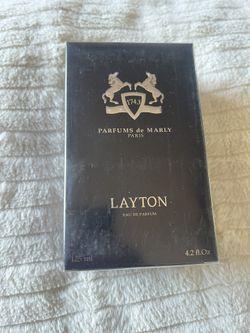 1743
PARFUMS de MARLY
PARIS
LAYTON
EAU DE PARFUM
125 ml 4.2 fl.Oz